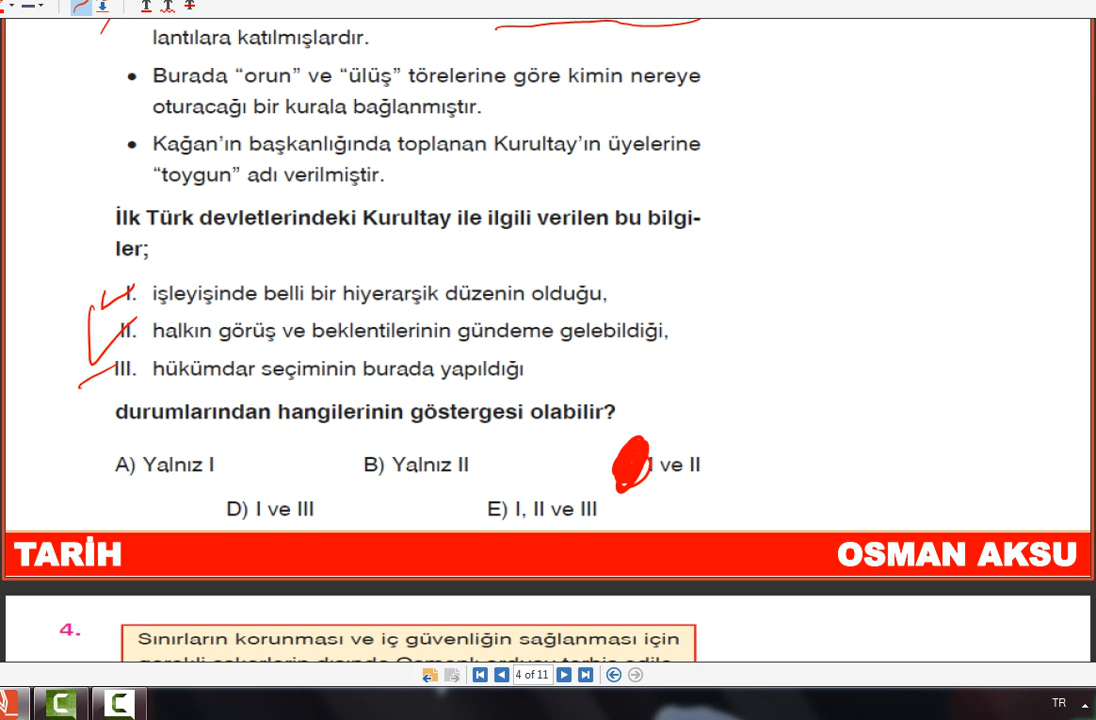 lantılara katılmışlardır.
• Burada “orun” ve “ülüş” törelerine göre kimin nereye
oturacağı bir kurala bağlanmıştır.
• Kağan’ın başkanlığında toplanan Kurultay’ın üyelerine
“toygun” adı verilmiştir.
İlk Türk devletlerindeki Kurultay ile ilgili verilen bu bilgi-
ler;
I. işleyişinde belli bir hiyerarşik düzenin olduğu,
II. halkın görüş ve beklentilerinin gündeme gelebildiği,
III. hükümdar seçiminin burada yapıldığı
durumlarından hangilerinin göstergesi olabilir?
A) Yalnız I B) Yalnız II I ve II
D) I ve III E) I, II ve III
TARİH OSMAN AKSU
4.
Sınırların korunması ve iç güvenliğin sağlanması için
4 of 11
TR